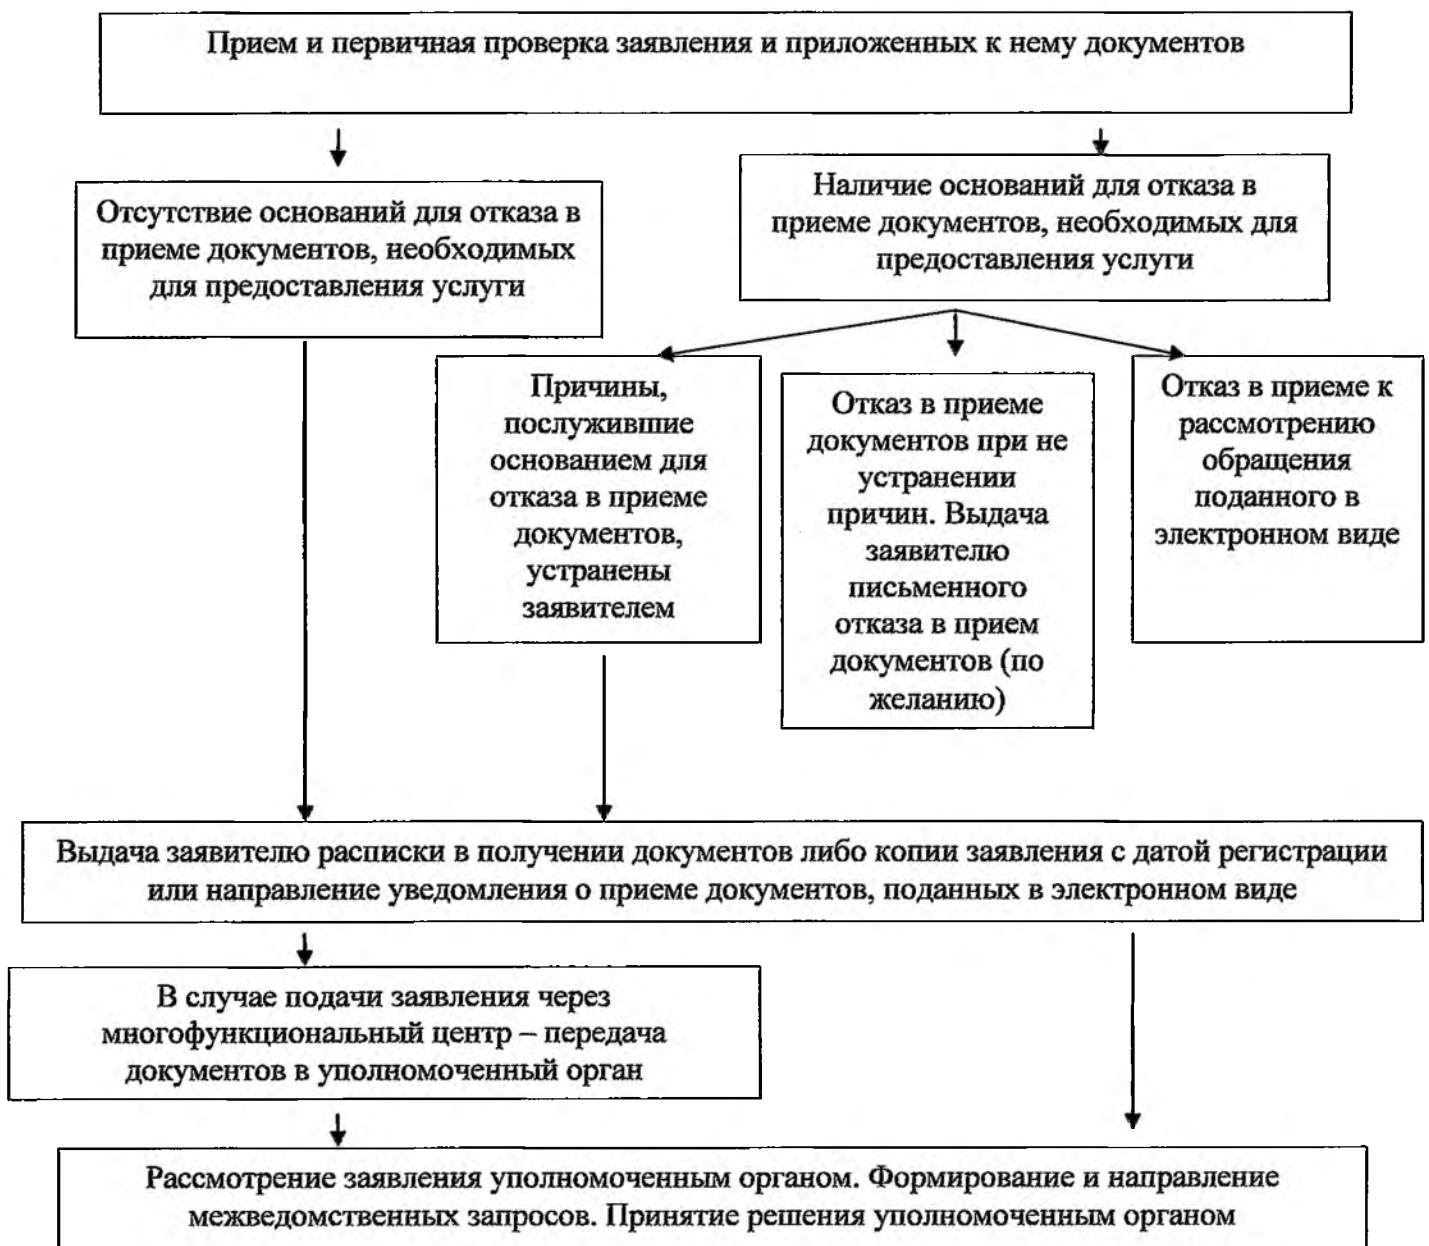 Прием и первичная проверка заявления и приложенных к нему документов
Отсутствие оснований для отказа в
приеме документов, необходимых
для предоставления услуги
Наличие оснований для отказа в
приеме документов, необходимых для
предоставления услуги
Причины,
послужившие
основанием для
отказа в приеме
документов,
устранены
заявителем
Отказ в приеме
документов при не
устранении
причин. Выдача
заявителю
письменного
отказа в прием
документов (по
желанию)
Отказ в приеме к
рассмотрению
обращения
поданного в
электронном виде
Выдача заявителю расписки в получении документов либо копии заявления с датой регистрации
или направление уведомления о приеме документов, поданных в электронном виде
В случае подачи заявления через
многофункциональный центр – передача
документов в уполномоченный орган
Рассмотрение заявления уполномоченным органом. Формирование и направление
межведомственных запросов. Принятие решения уполномоченным органом